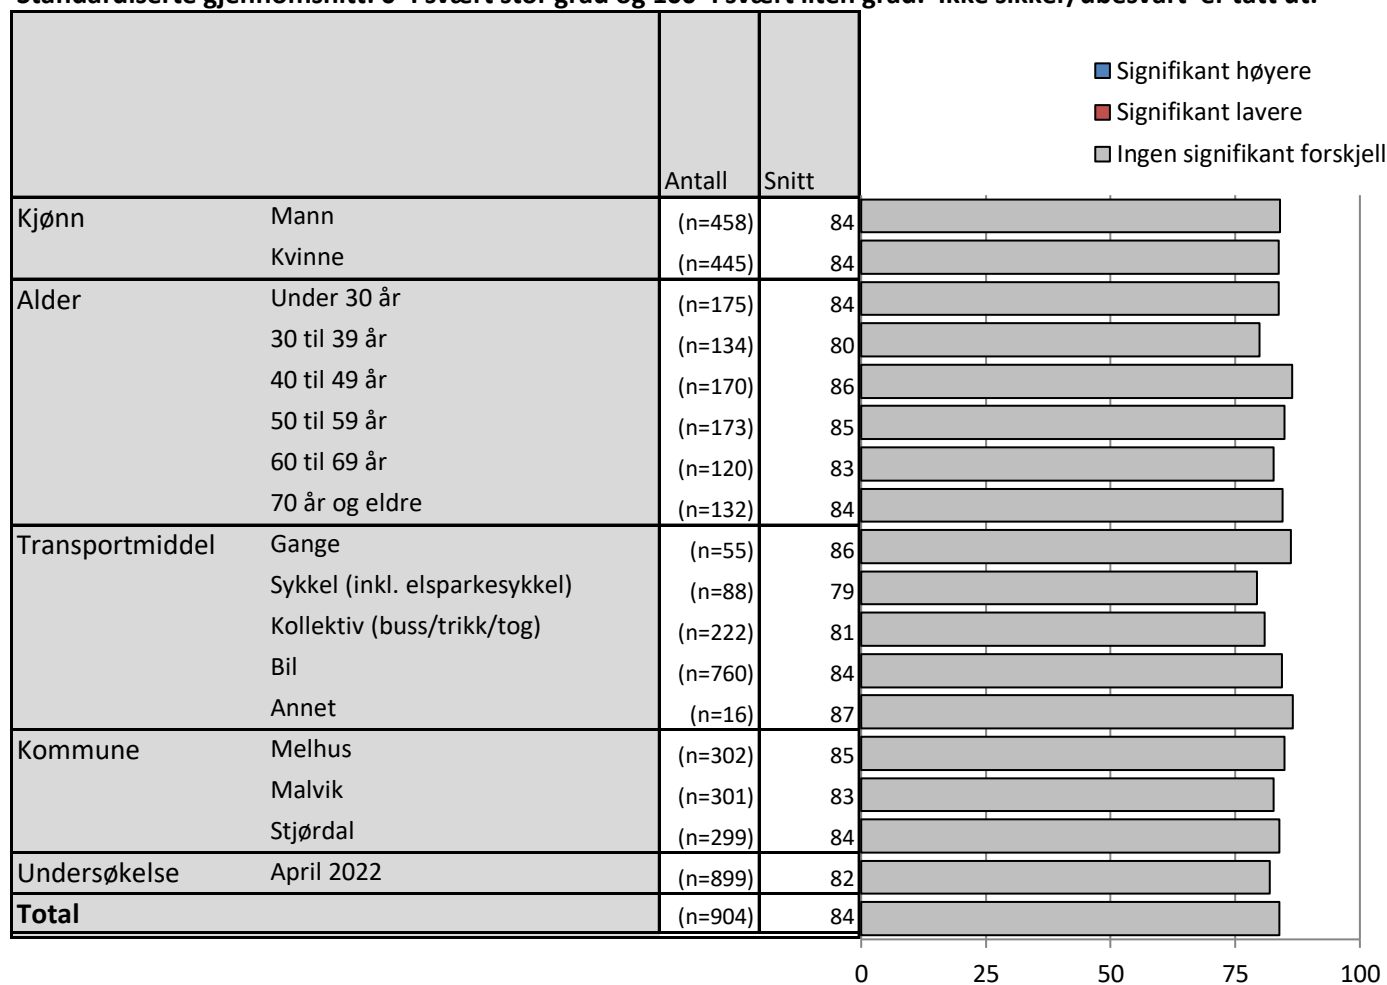 Signifikant høyere
Signifikant lavere
Ingen signifikant forskjell
Antall Snitt
Kjønn Mann (n=458) 84
Kvinne (n=445) 84
Alder Under 30 år (n=175) 84
30 til 39 år (n=134) 80
40 til 49 år (n=170) 86
50 til 59 år (n=173) 85
60 til 69 år (n=120) 83
70 år og eldre (n=132) 84
Transportmiddel Gange (n=55) 86
Sykkel (inkl. elsparkesykkel) (n=88) 79
Kollektiv (buss/trikk/tog) (n=222) 81
Bil (n=760) 84
Annet (n=16) 87
Kommune Melhus (n=302) 85
Malvik (n=301) 83
Stjørdal (n=299) 84
Undersøkelse April 2022 (n=899) 82
Total (n=904) 84
0 25 50 75 100